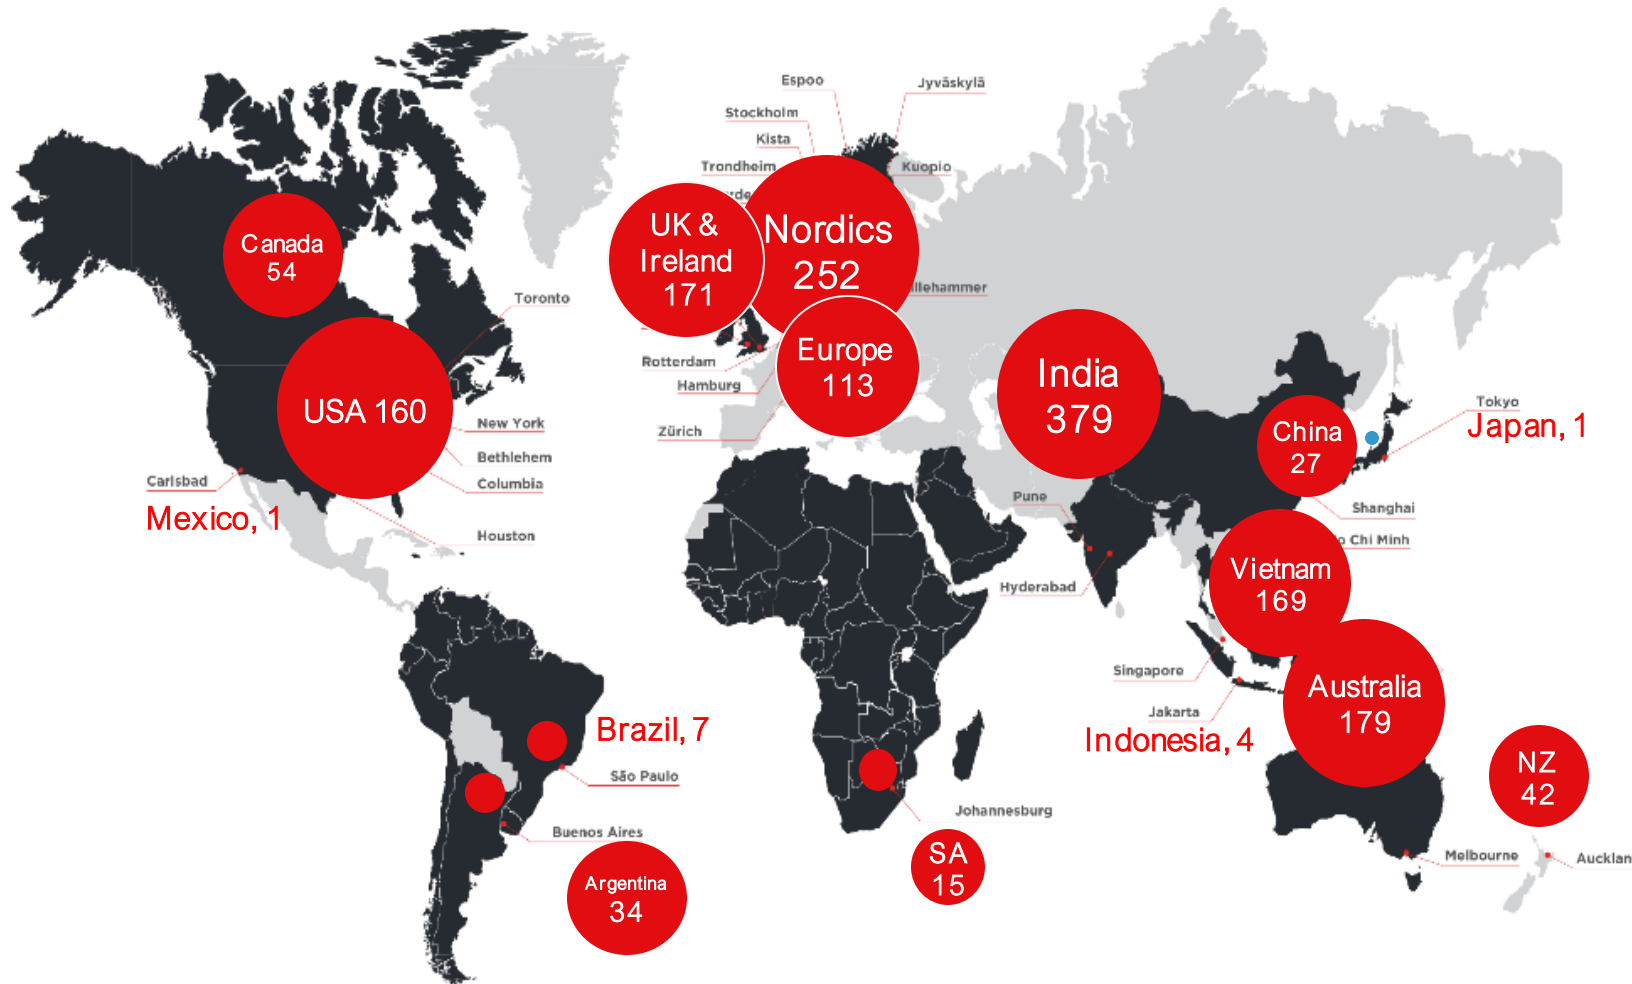 Espoo
Jyväskylä
Stockholm
Kista
Trondheim
Kuopio
UK &
Ireland
171
Nordics
252
Canada
54
Toronto
Rotterdam
Hamburg
Zürich
Europe
113
India
379
USA 160
New York
Bethlehem
Columbia
Houston
Carlsbad
Mexico, 1
China
27
Tokyo
Japan, 1
Shanghai
Chi Minh
Pune
Hyderabad
Vietnam
169
Singapore
Jakarta
Indonesia, 4
Australia
179
Brazil, 7
São Paulo
Buenos Aires
Argentina
34
Johannesburg
SA
15
NZ
42
Melbourne
Aucklan